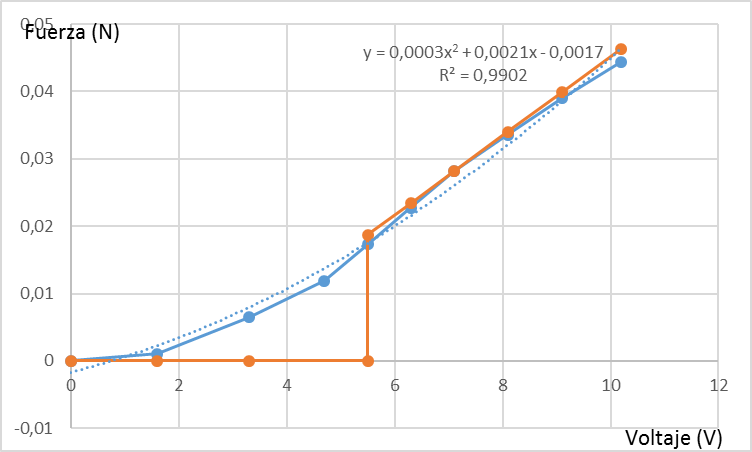 0,05
Fuerza (N)
y = 0,0003x² + 0,0021x - 0,0017
R² = 0,9902
0,04
0,03
0,02
0,01
0
0 2 4 6 8 10 12
-0,01
Voltaje (V)